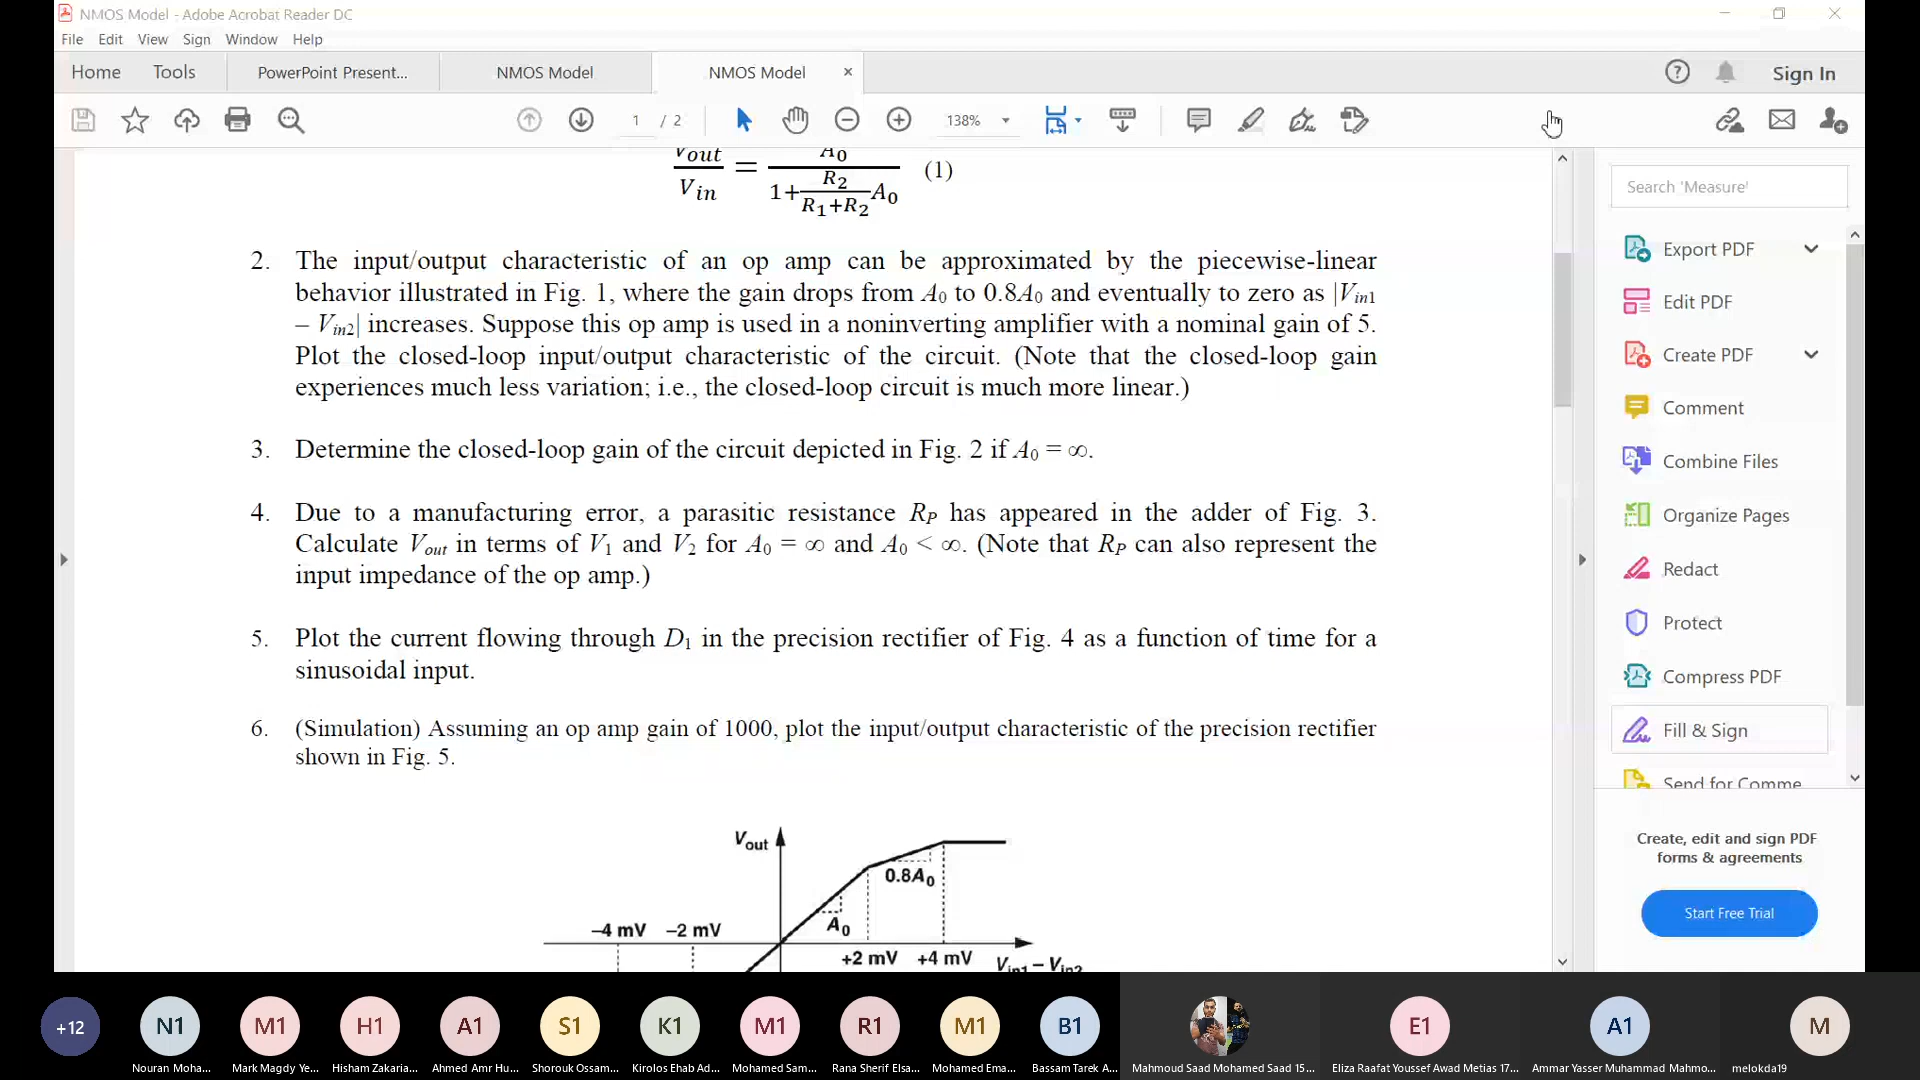 NMOS Model - Adobe Acrobat Reader DC
File Edit View Sign Window Help
Home Tools PowerPoint Present... NMOS Model NMOS Model × Sign In
1 / 2 138%
Vout / Vin = A0 / (1 + R2/(R1+R2) A0) (1)
2. The input/output characteristic of an op amp can be approximated by the piecewise-linear
behavior illustrated in Fig. 1, where the gain drops from A0 to 0.8A0 and eventually to zero as |Vin1
– Vin2| increases. Suppose this op amp is used in a noninverting amplifier with a nominal gain of 5.
Plot the closed-loop input/output characteristic of the circuit. (Note that the closed-loop gain
experiences much less variation; i.e., the closed-loop circuit is much more linear.)
3. Determine the closed-loop gain of the circuit depicted in Fig. 2 if A0 = ∞.
4. Due to a manufacturing error, a parasitic resistance RP has appeared in the adder of Fig. 3.
Calculate Vout in terms of V1 and V2 for A0 = ∞ and A0 < ∞. (Note that RP can also represent the
input impedance of the op amp.)
5. Plot the current flowing through D1 in the precision rectifier of Fig. 4 as a function of time for a
sinusoidal input.
6. (Simulation) Assuming an op amp gain of 1000, plot the input/output characteristic of the precision rectifier
shown in Fig. 5.
Vout
0.8A0
A0
–4 mV –2 mV
+2 mV +4 mV Vin1 – Vin2
Search 'Measure'
Export PDF
Edit PDF
Create PDF
Comment
Combine Files
Organize Pages
Redact
Protect
Compress PDF
Fill & Sign
Send for Comme
Create, edit and sign PDF
forms & agreements
Start Free Trial
+12 N1 M1 H1 A1 S1 K1 M1 R1 M1 B1 E1 A1 M
Nouran Moha... Mark Magdy Ye... Hisham Zakaria... Ahmed Amr Hu... Shorouk Ossam... Kirolos Ehab Ad... Mohamed Sam... Rana Sherif Elsa... Mohamed Ema... Bassam Tarek A... Mahmoud Saad Mohamed Saad 15... Eliza Raafat Youssef Awad Metias 17... Ammar Yasser Muhammad Mahmo... melokda19